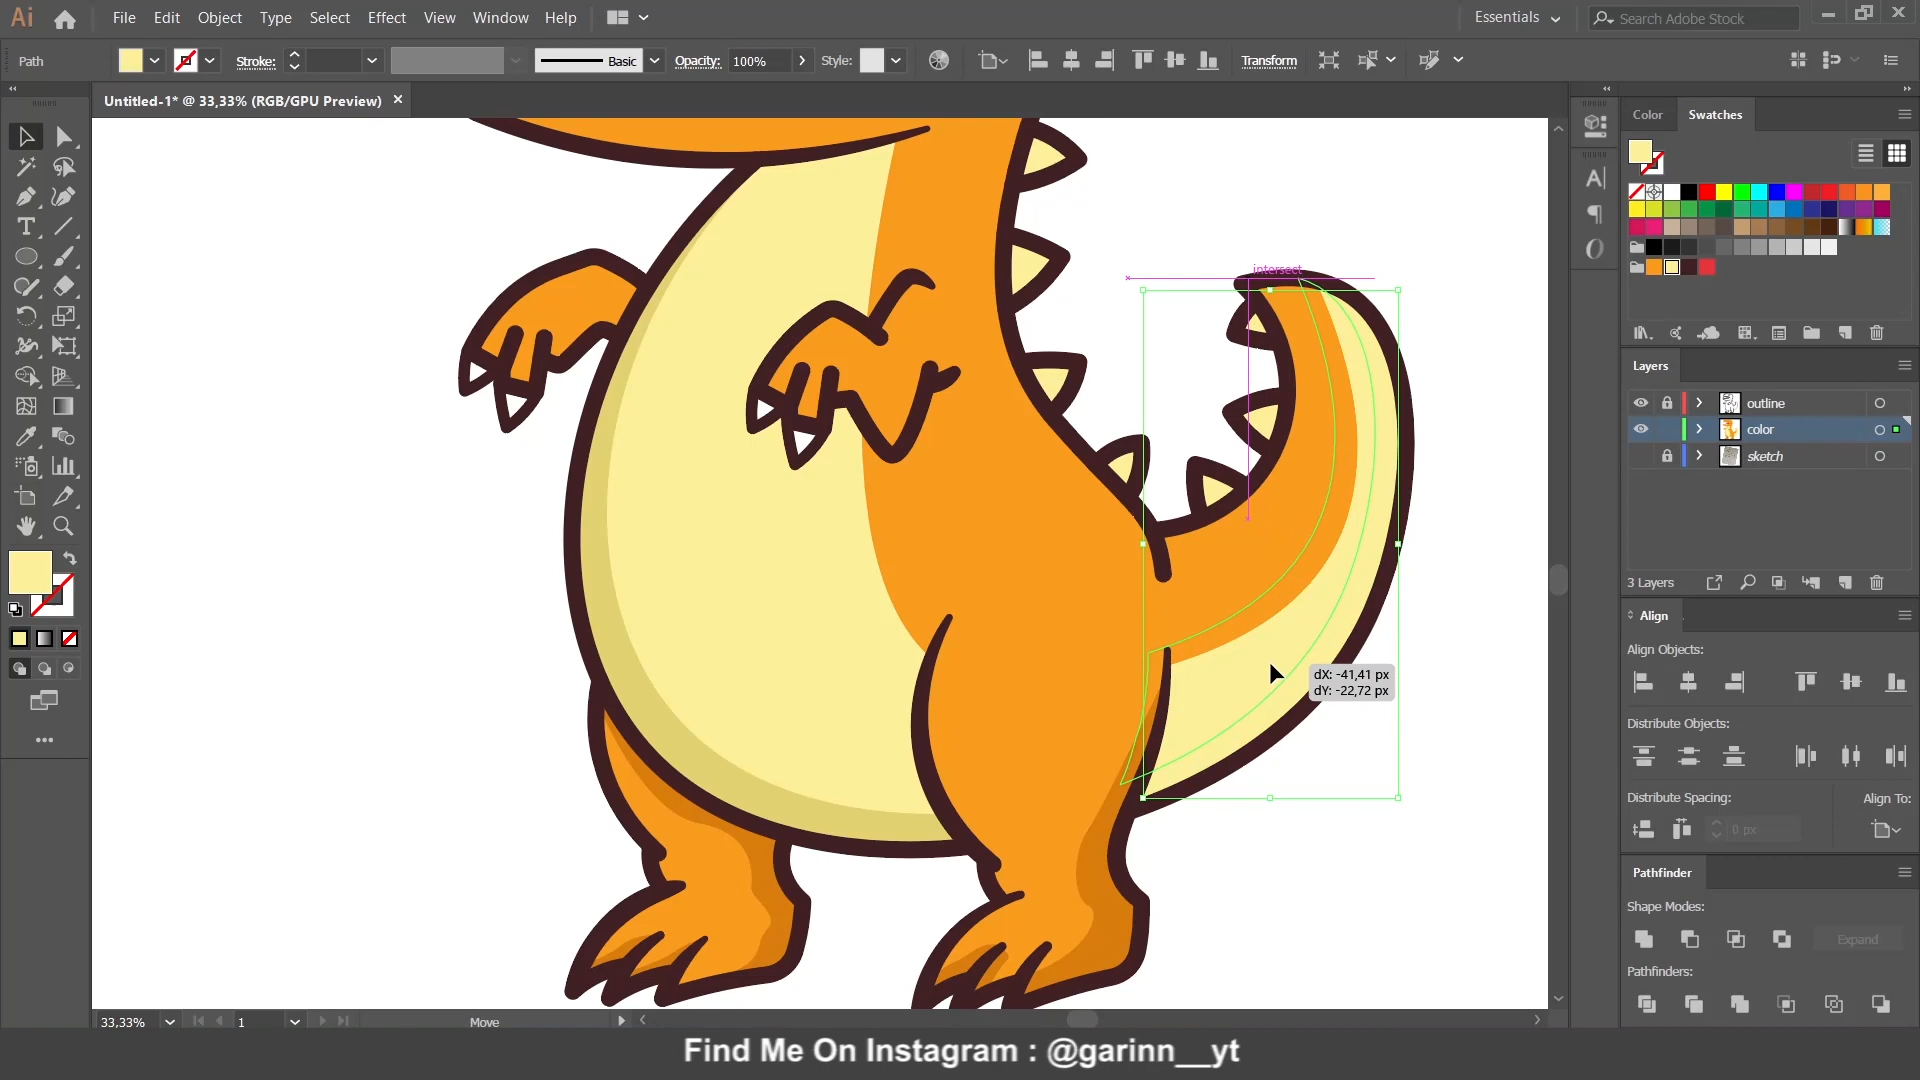 Ai File Edit Object Type Select Effect View Window Help Essentials Search Adobe Stock
Path Stroke: Basic Opacity: 100% Style: Transform
Untitled-1* @ 33,33% (RGB/GPU Preview)
Color Swatches
intersect
Layers
outline
color
sketch
3 Layers
Align
Align Objects:
dX: -41,41 px
dY: -22,72 px
Distribute Objects:
Distribute Spacing: Align To:
0 px
Pathfinder
Shape Modes:
Expand
Pathfinders:
33,33% 1 Move
Find Me On Instagram : @garinn__yt